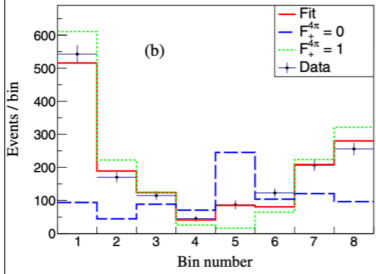 Events / bin
600
500
400
300
200
100
0
(b)
Fit
F₊⁴π = 0
F₊⁴π = 1
Data
1 2 3 4 5 6 7 8
Bin number